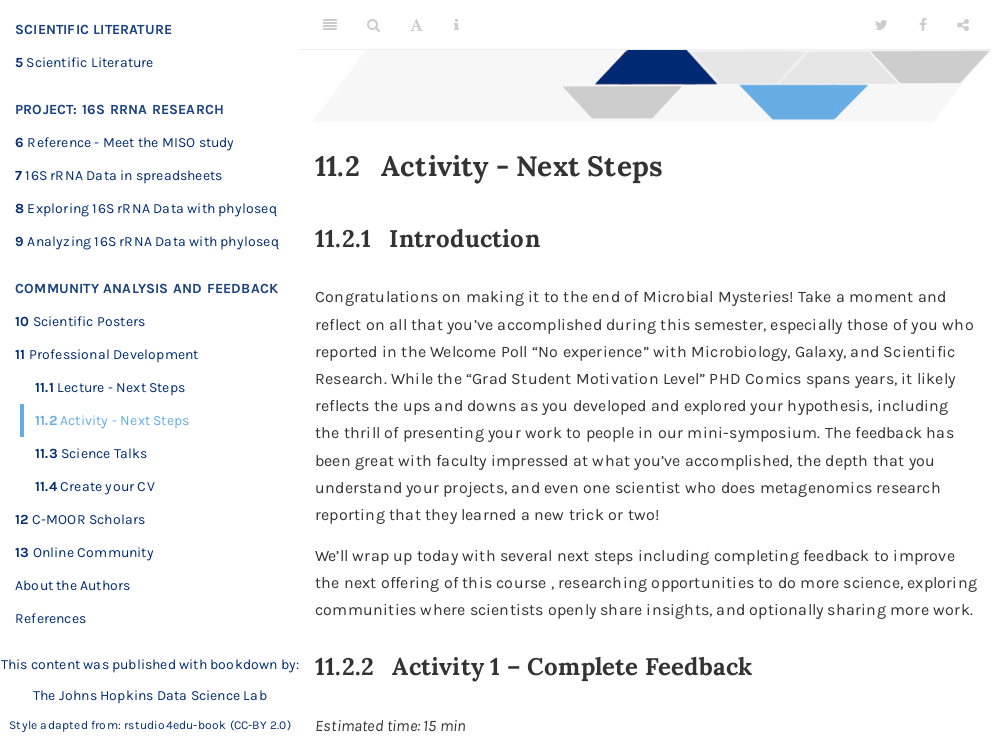 SCIENTIFIC LITERATURE
5 Scientific Literature
PROJECT: 16S RRNA RESEARCH
6 Reference - Meet the MISO study
7 16S rRNA Data in spreadsheets
8 Exploring 16S rRNA Data with phyloseq
9 Analyzing 16S rRNA Data with phyloseq
COMMUNITY ANALYSIS AND FEEDBACK
10 Scientific Posters
11 Professional Development
11.1 Lecture - Next Steps
11.2 Activity - Next Steps
11.3 Science Talks
11.4 Create your CV
12 C-MOOR Scholars
13 Online Community
About the Authors
References
This content was published with bookdown by:
The Johns Hopkins Data Science Lab
Style adapted from: rstudio4edu-book (CC-BY 2.0)
A
11.2 Activity - Next Steps
11.2.1 Introduction
Congratulations on making it to the end of Microbial Mysteries! Take a moment and
reflect on all that you’ve accomplished during this semester, especially those of you who
reported in the Welcome Poll “No experience” with Microbiology, Galaxy, and Scientific
Research. While the “Grad Student Motivation Level” PHD Comics spans years, it likely
reflects the ups and downs as you developed and explored your hypothesis, including
the thrill of presenting your work to people in our mini-symposium. The feedback has
been great with faculty impressed at what you’ve accomplished, the depth that you
understand your projects, and even one scientist who does metagenomics research
reporting that they learned a new trick or two!
We’ll wrap up today with several next steps including completing feedback to improve
the next offering of this course , researching opportunities to do more science, exploring
communities where scientists openly share insights, and optionally sharing more work.
11.2.2 Activity 1 – Complete Feedback
Estimated time: 15 min